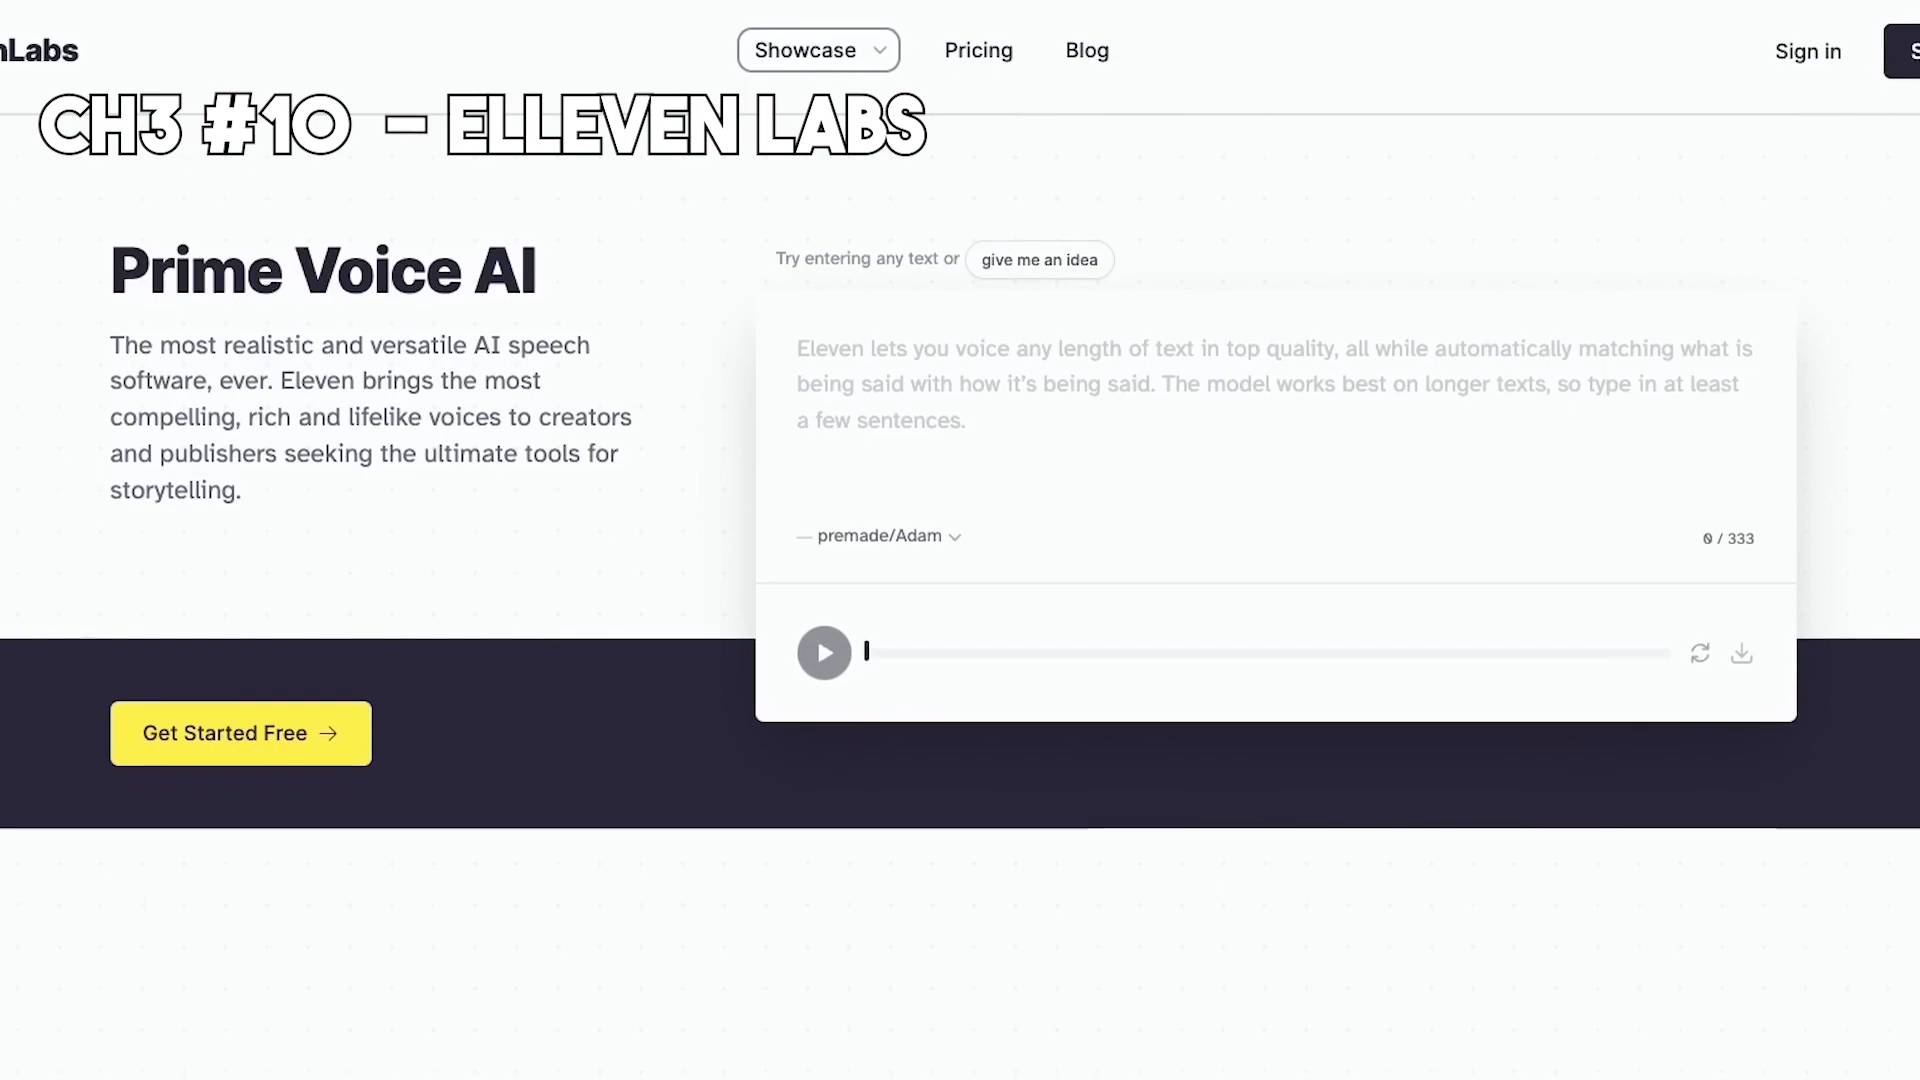 nLabs
Showcase
Pricing
Blog
Sign in
S
CH3 #10 - ELLEVEN LABS
Prime Voice AI
The most realistic and versatile AI speech
software, ever. Eleven brings the most
compelling, rich and lifelike voices to creators
and publishers seeking the ultimate tools for
storytelling.
Try entering any text or give me an idea
Eleven lets you voice any length of text in top quality, all while automatically matching what is
being said with how it’s being said. The model works best on longer texts, so type in at least
a few sentences.
— premade/Adam
0 / 333
Get Started Free →